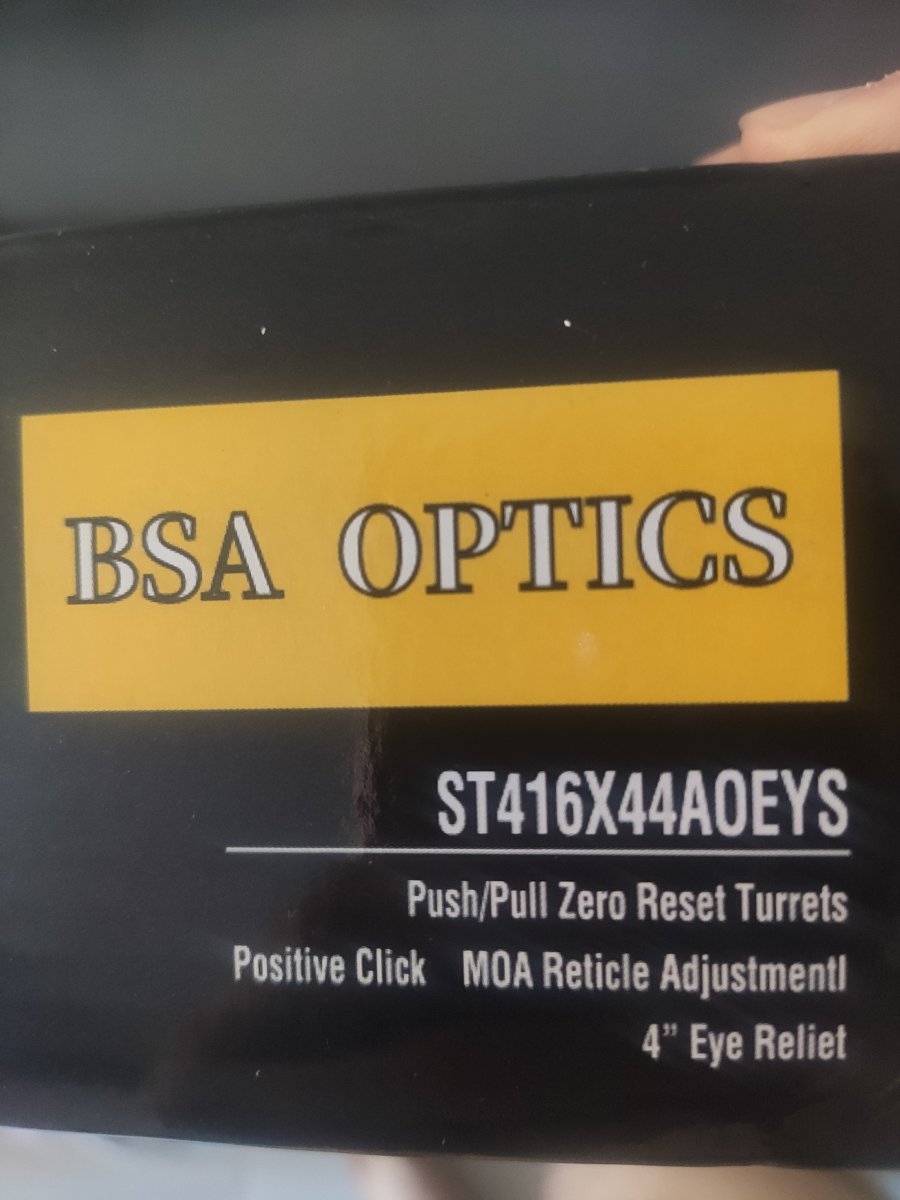 BSA OPTICS
ST416X44AOEYS
Push/Pull Zero Reset Turrets
Positive Click MOA Reticle Adjustmentl
4” Eye Reliet